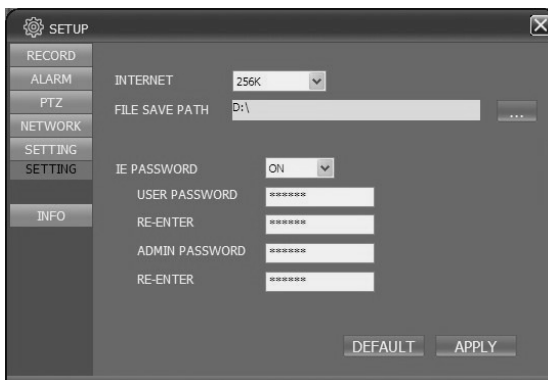 SETUP
RECORD
ALARM
PTZ
NETWORK
SETTING
SETTING
INFO
INTERNET 256K
FILE SAVE PATH D:\ ...
IE PASSWORD ON
USER PASSWORD ******
RE-ENTER ******
ADMIN PASSWORD ******
RE-ENTER ******
DEFAULT APPLY